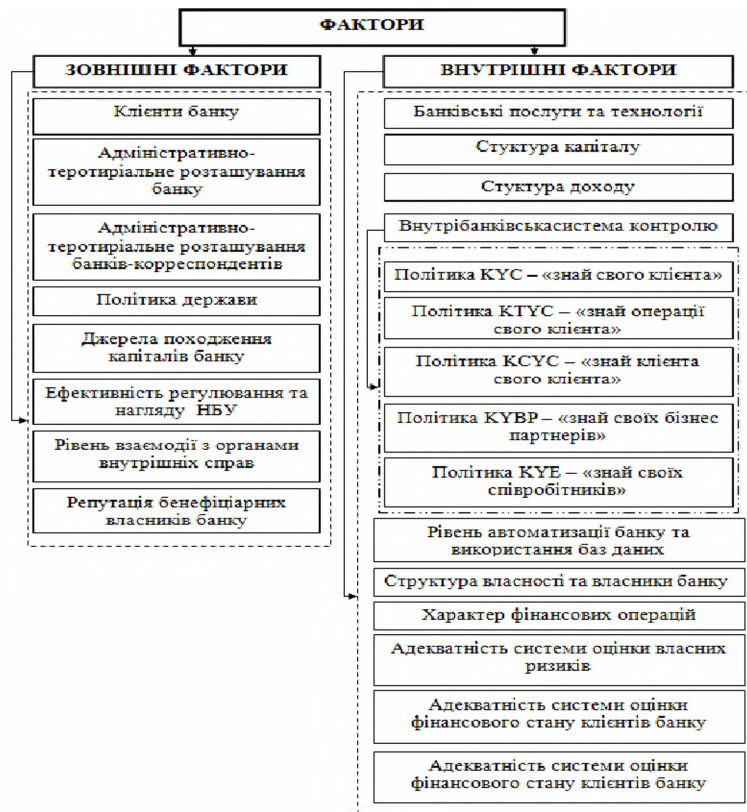 ФАКТОРИ
ЗОВНІШНІ ФАКТОРИ
Клієнти банку
Адміністративно-
теротиріальне розташування
банку
Адміністративно-
теротиріальне розташування
банків-корреспондентів
Політика держави
Джерела походження
капіталів банку
Ефективність регулювання та
нагляду НБУ
Рівень взаємодії з органами
внутрішніх справ
Репутація бенефіціарних
власників банку
ВНУТРІШНІ ФАКТОРИ
Банківські послуги та технології
Стуктура капіталу
Стуктура доходу
Внутрібанківськасистема контролю
Політика KYC – «знай свого клієнта»
Політика KTYC – «знай операції
свого клієнта»
Політика KCYC – «знай клієнта
свого клієнта»
Політика KYBP – «знай своїх бізнес
партнерів»
Політика KYE – «знай своїх
співробітників»
Рівень автоматизації банку та
використання баз даних
Структура власності та власники банку
Характер фінансових операцій
Адекватність системи оцінки власних
ризиків
Адекватність системи оцінки
фінансового стану клієнтів банку
Адекватність системи оцінки
фінансового стану клієнтів банку